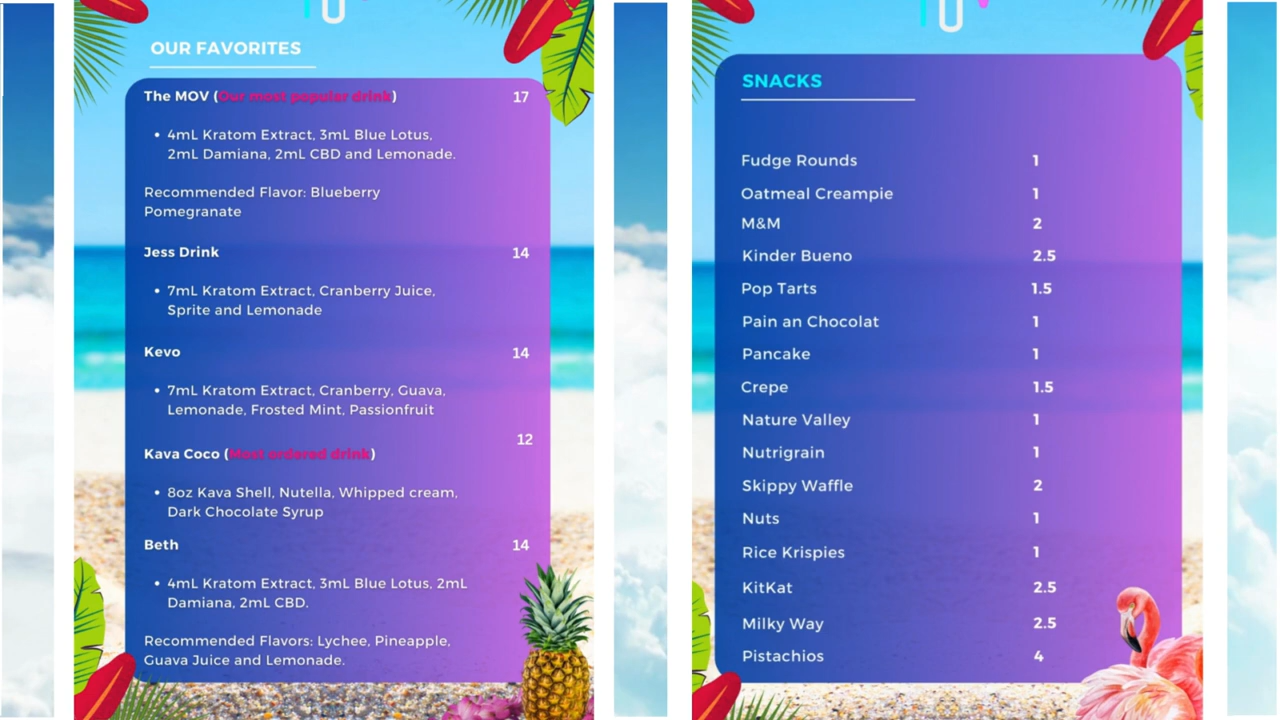 OUR FAVORITES
The MOV (Our most popular drink) 17
• 4mL Kratom Extract, 3mL Blue Lotus,
2mL Damiana, 2mL CBD and Lemonade.
Recommended Flavor: Blueberry
Pomegranate
Jess Drink 14
• 7mL Kratom Extract, Cranberry Juice,
Sprite and Lemonade
Kevo 14
• 7mL Kratom Extract, Cranberry, Guava,
Lemonade, Frosted Mint, Passionfruit
Kava Coco (Most ordered drink) 12
• 8oz Kava Shell, Nutella, Whipped cream,
Dark Chocolate Syrup
Beth 14
• 4mL Kratom Extract, 3mL Blue Lotus, 2mL
Damiana, 2mL CBD.
Recommended Flavors: Lychee, Pineapple,
Guava Juice and Lemonade.
SNACKS
Fudge Rounds 1
Oatmeal Creampie 1
M&M 2
Kinder Bueno 2.5
Pop Tarts 1.5
Pain an Chocolat 1
Pancake 1
Crepe 1.5
Nature Valley 1
Nutrigrain 1
Skippy Waffle 2
Nuts 1
Rice Krispies 1
KitKat 2.5
Milky Way 2.5
Pistachios 4